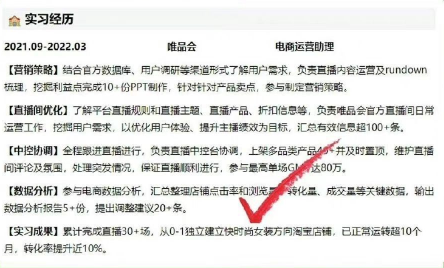 实习经历
2021.09-2022.03 唯品会 电商运营助理
【营销策略】结合官方数据库、用户调研等渠道形式了解用户需求,负责直播内容运营及rundown
梳理,挖掘利益点完成10+份PPT制作,针对针对产品卖点,参与制定营销策略。
【直播间优化】了解平台直播规则和直播主题、直播产品、折扣信息等,负责唯品会官方直播间日常
运营工作,挖掘用户需求,以优化用户体验、提升主播绩效为目标,汇总有效信息超100+条。
【中控协调】全程跟进直播进行,负责直播中控台协调,上架多品类产品40+并及时置顶,维护直播
间评论及氛围,处理突发情况,保证直播顺利进行,参与最高单场GM达80万。
【数据分析】参与电商数据分析,汇总整理店铺点击率和浏览量、转化量、成交量等关键数据,输出
数据分析报告5+份,提出调整建议20+条。
【实习成果】累计完成直播30+场,从0-1独立建立快时尚女装方向淘宝店铺,已正常运转超10个
月,转化率提升近10%。